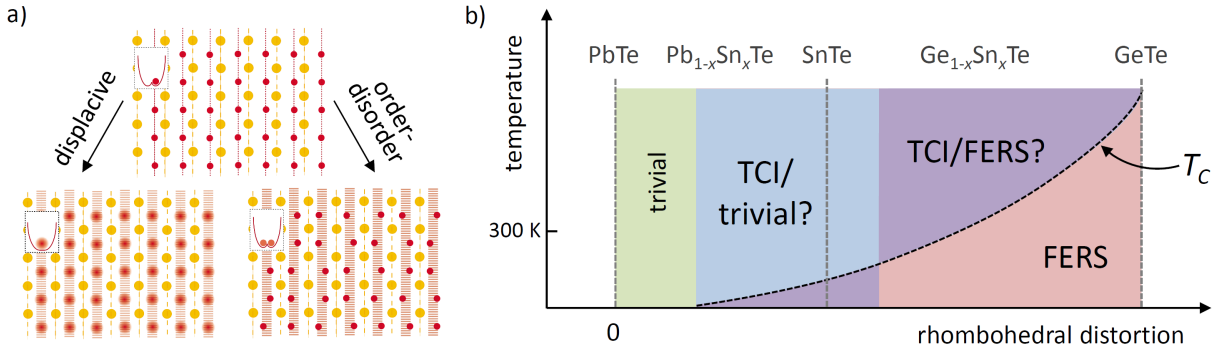 a)
displacive
order-
disorder
b)
temperature
PbTe
Pb1-xSnxTe
SnTe
Ge1-xSnxTe
GeTe
trivial
TCI/
trivial?
TCI/FERS?
TC
300 K
FERS
0
rhombohedral distortion